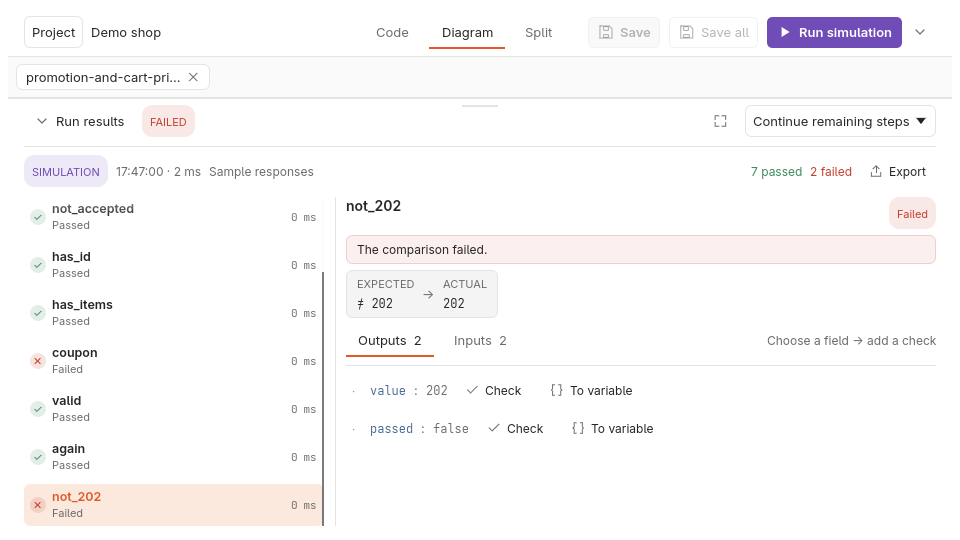 Project Demo shop Code Diagram Split Save Save all Run simulation
promotion-and-cart-pri...
Run results FAILED Continue remaining steps
SIMULATION 17:47:00 · 2 ms Sample responses 7 passed 2 failed Export
not_accepted
Passed
0 ms
has_id
Passed
0 ms
has_items
Passed
0 ms
coupon
Failed
0 ms
valid
Passed
0 ms
again
Passed
0 ms
not_202
Failed
0 ms
not_202 Failed
The comparison failed.
EXPECTED → ACTUAL
≠ 202 202
Outputs 2 Inputs 2 Choose a field → add a check
· value : 202 Check {} To variable
· passed : false Check {} To variable